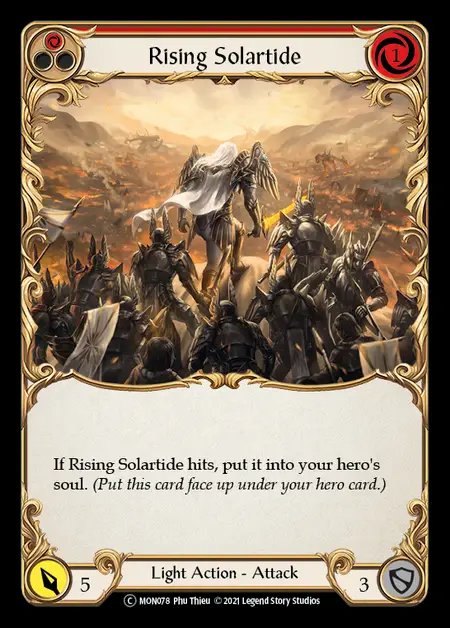 Rising Solartide
1
If Rising Solartide hits, put it into your hero's
soul. (Put this card face up under your hero card.)
5
Light Action - Attack
3
C MON078 Phu Thieu © 2021 Legend Story Studios